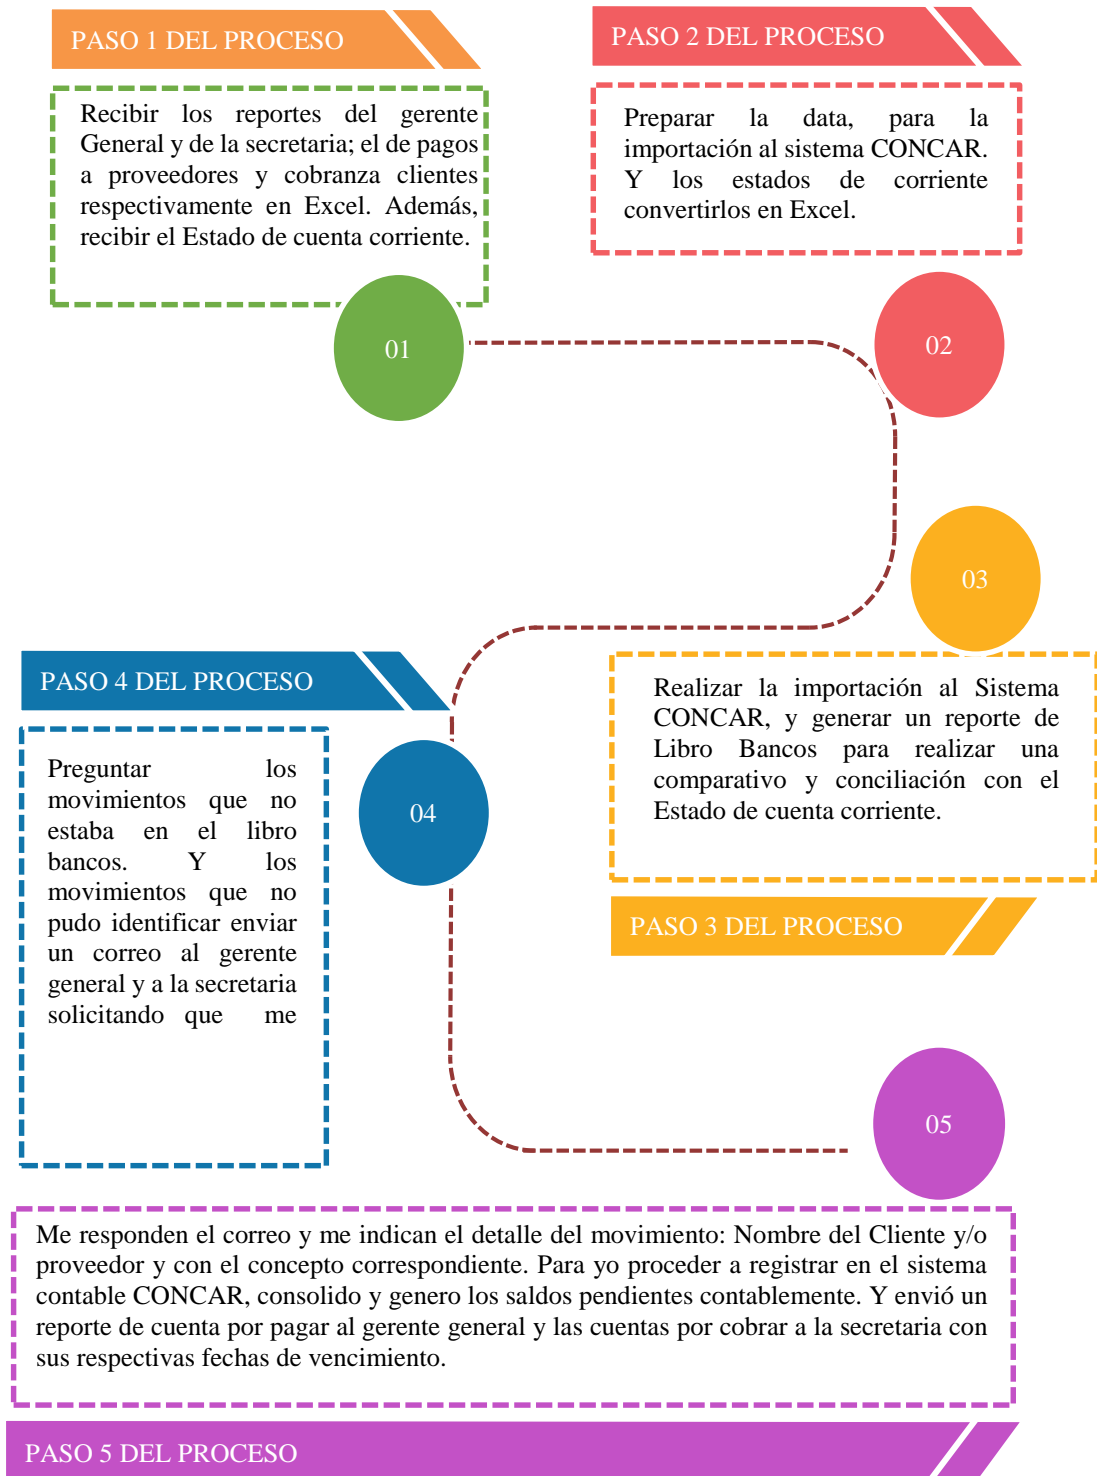 PASO 1 DEL PROCESO
Recibir los reportes del gerente
General y de la secretaria; el de pagos
a proveedores y cobranza clientes
respectivamente en Excel. Además,
recibir el Estado de cuenta corriente.
01
PASO 2 DEL PROCESO
Preparar la data, para la
importación al sistema CONCAR.
Y los estados de corriente
convertirlos en Excel.
02
03
Realizar la importación al Sistema
CONCAR, y generar un reporte de
Libro Bancos para realizar una
comparativo y conciliación con el
Estado de cuenta corriente.
PASO 3 DEL PROCESO
PASO 4 DEL PROCESO
Preguntar los
movimientos que no
estaba en el libro
bancos. Y los
movimientos que no
pudo identificar enviar
un correo al gerente
general y a la secretaria
solicitando que me
04
05
Me responden el correo y me indican el detalle del movimiento: Nombre del Cliente y/o
proveedor y con el concepto correspondiente. Para yo proceder a registrar en el sistema
contable CONCAR, consolido y genero los saldos pendientes contablemente. Y envió un
reporte de cuenta por pagar al gerente general y las cuentas por cobrar a la secretaria con
sus respectivas fechas de vencimiento.
PASO 5 DEL PROCESO